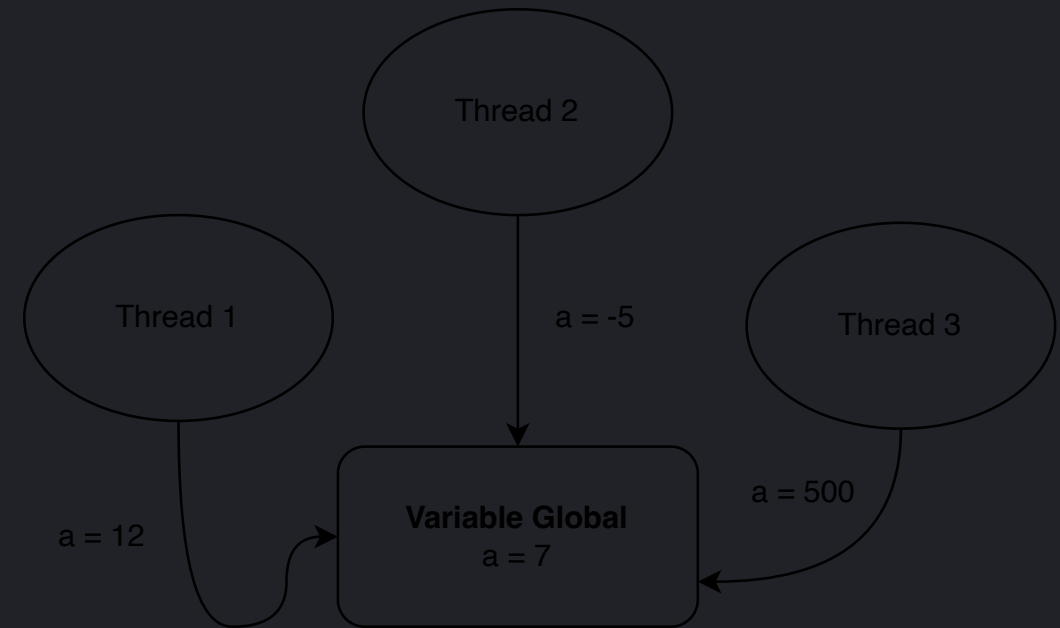 Thread 2
Thread 1
a = -5
Thread 3
a = 12
Variable Global
a = 7
a = 500